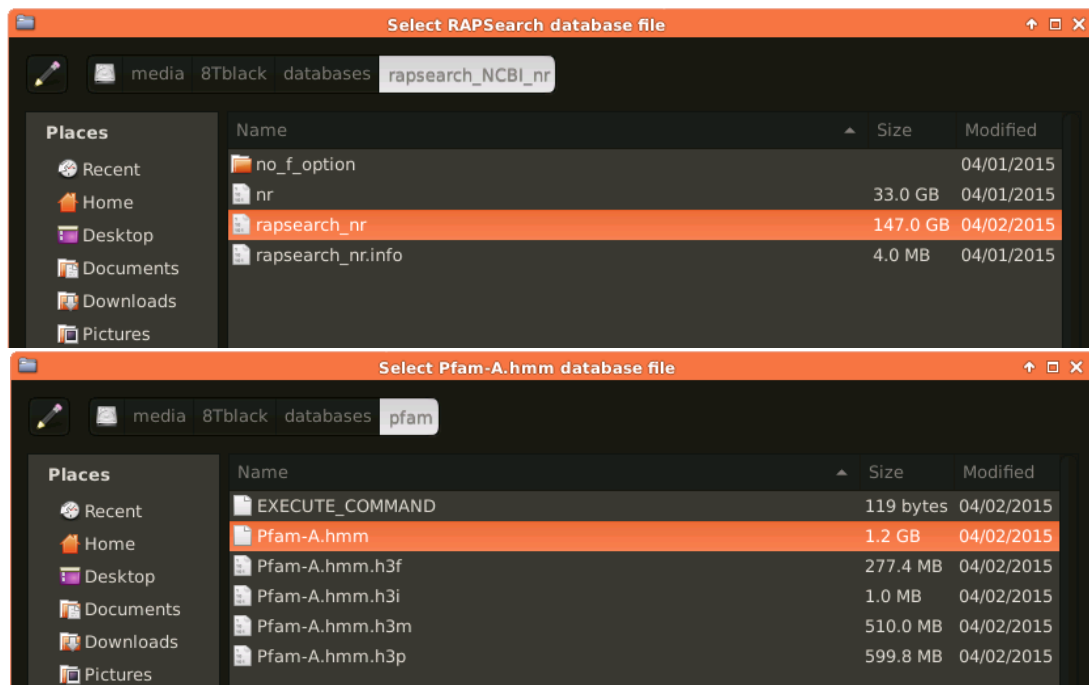 Select RAPSearch database file
media 8Tblack databases rapsearch_NCBI_nr
Places Name Size Modified
Recent no_f_option 04/01/2015
Home nr 33.0 GB 04/01/2015
Desktop rapsearch_nr 147.0 GB 04/02/2015
Documents rapsearch_nr.info 4.0 MB 04/01/2015
Downloads
Pictures
Select Pfam-A.hmm database file
media 8Tblack databases pfam
Places Name Size Modified
Recent EXECUTE_COMMAND 119 bytes 04/02/2015
Home Pfam-A.hmm 1.2 GB 04/02/2015
Desktop Pfam-A.hmm.h3f 277.4 MB 04/02/2015
Documents Pfam-A.hmm.h3i 1.0 MB 04/02/2015
Downloads Pfam-A.hmm.h3m 510.0 MB 04/02/2015
Pictures Pfam-A.hmm.h3p 599.8 MB 04/02/2015